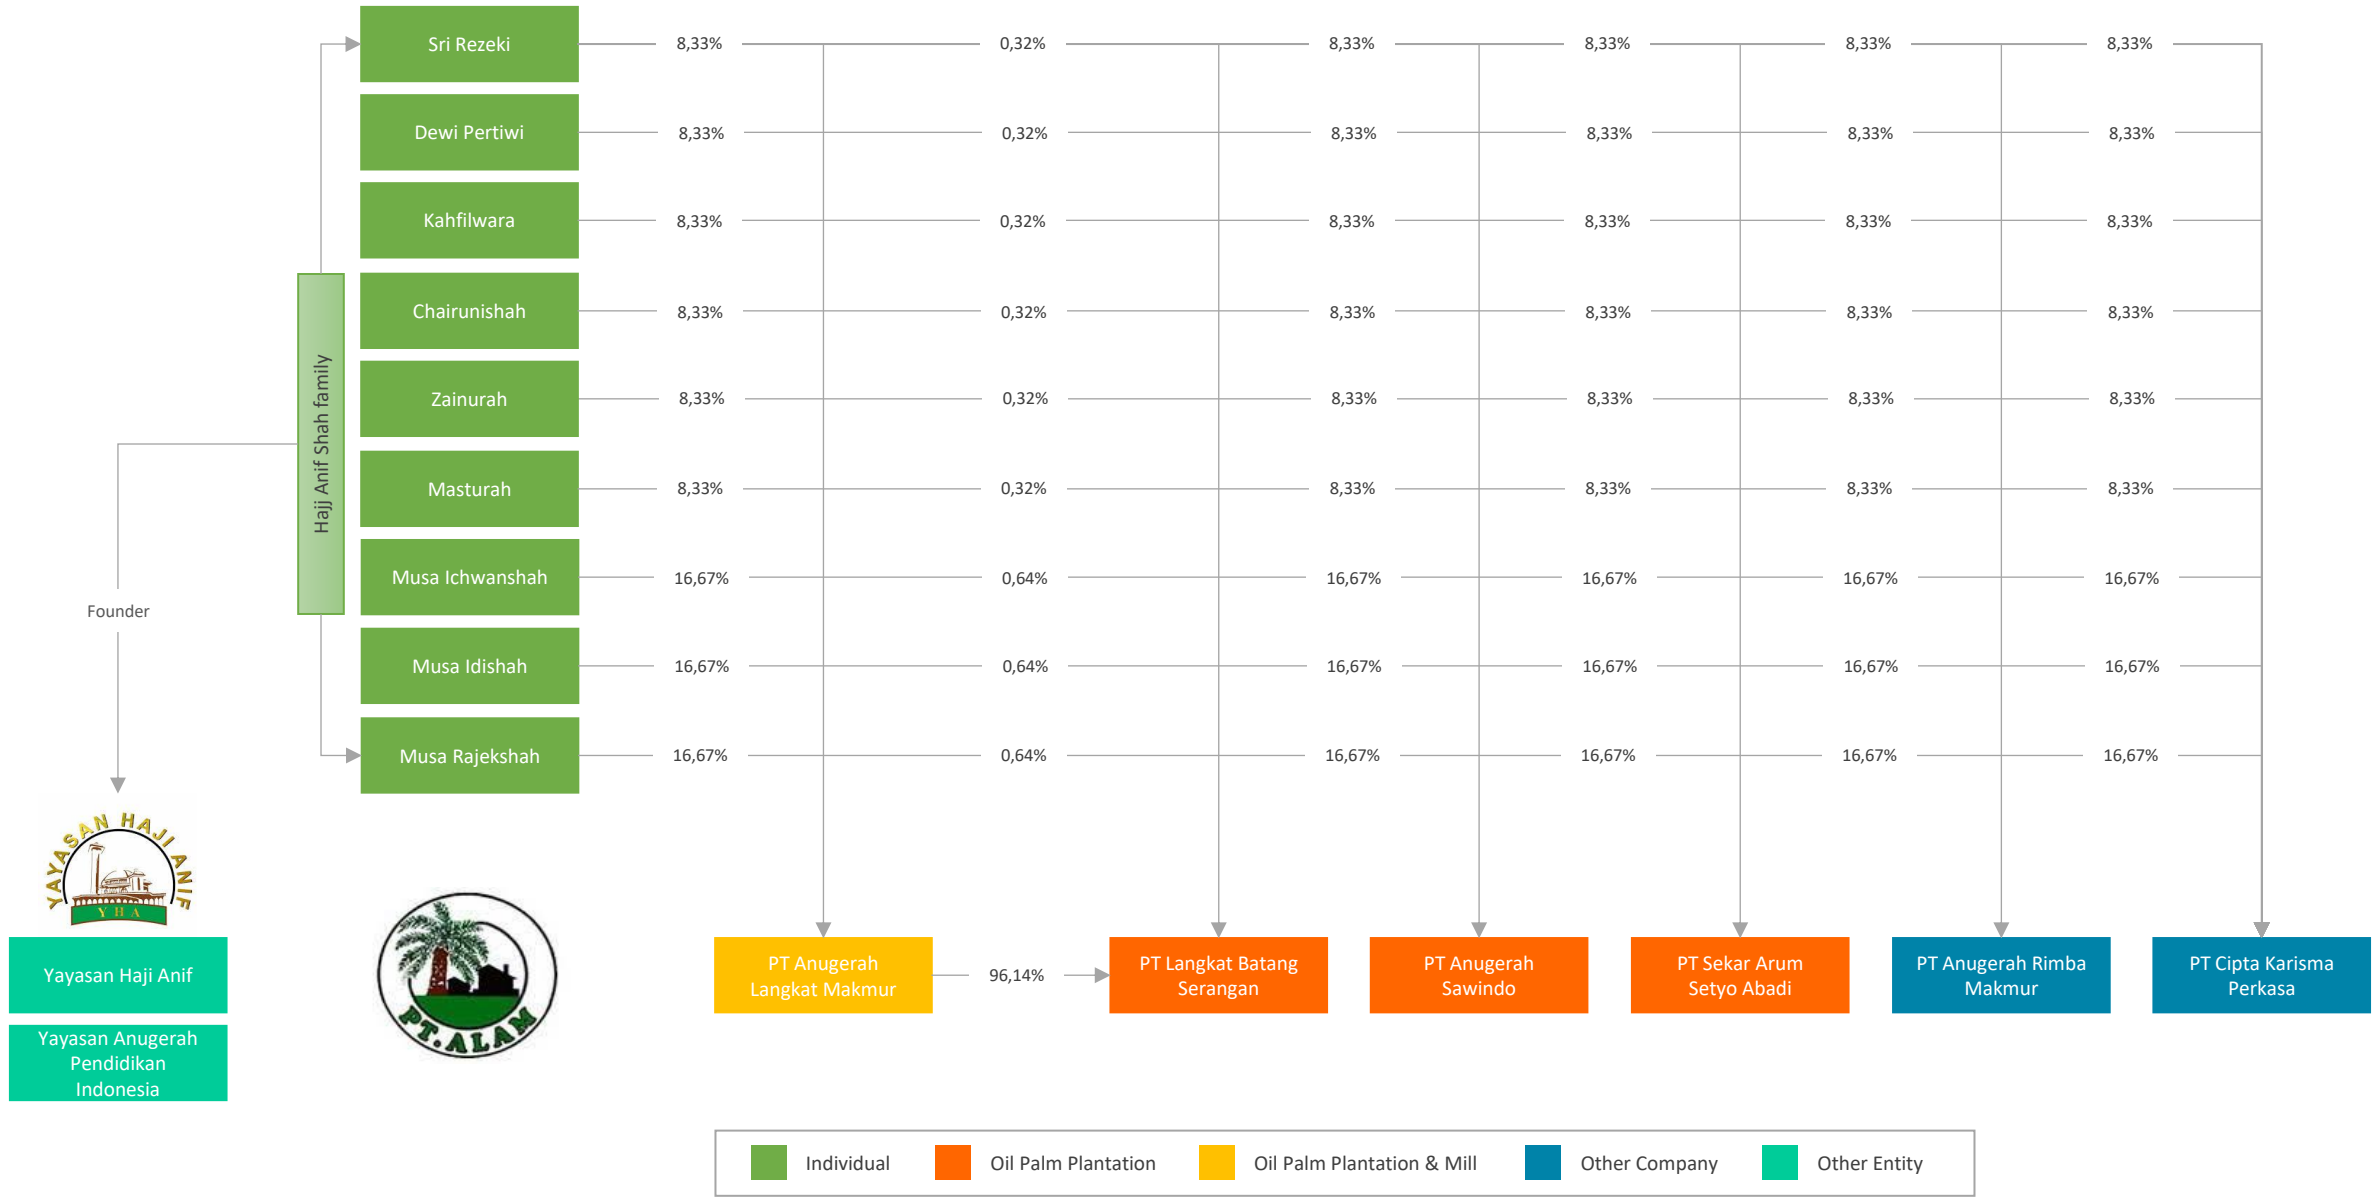 Sri Rezeki 8,33% 0,32% 8,33% 8,33% 8,33% 8,33%
Dewi Pertiwi 8,33% 0,32% 8,33% 8,33% 8,33% 8,33%
Kahfilwara 8,33% 0,32% 8,33% 8,33% 8,33% 8,33%
Chairunishah 8,33% 0,32% 8,33% 8,33% 8,33% 8,33%
Zainurah 8,33% 0,32% 8,33% 8,33% 8,33% 8,33%
Masturah 8,33% 0,32% 8,33% 8,33% 8,33% 8,33%
Musa Ichwanshah 16,67% 0,64% 16,67% 16,67% 16,67% 16,67%
Musa Idishah 16,67% 0,64% 16,67% 16,67% 16,67% 16,67%
Musa Rajekshah 16,67% 0,64% 16,67% 16,67% 16,67% 16,67%
Hajj Anif Shah family
Founder
YAYASAN HAJI ANIF
YHA
Yayasan Haji Anif
Yayasan Anugerah
Pendidikan
Indonesia
PT.ALAM
PT Anugerah
Langkat Makmur
96,14%
PT Langkat Batang
Serangan
PT Anugerah
Sawindo
PT Sekar Arum
Setyo Abadi
PT Anugerah Rimba
Makmur
PT Cipta Karisma
Perkasa
Individual
Oil Palm Plantation
Oil Palm Plantation & Mill
Other Company
Other Entity